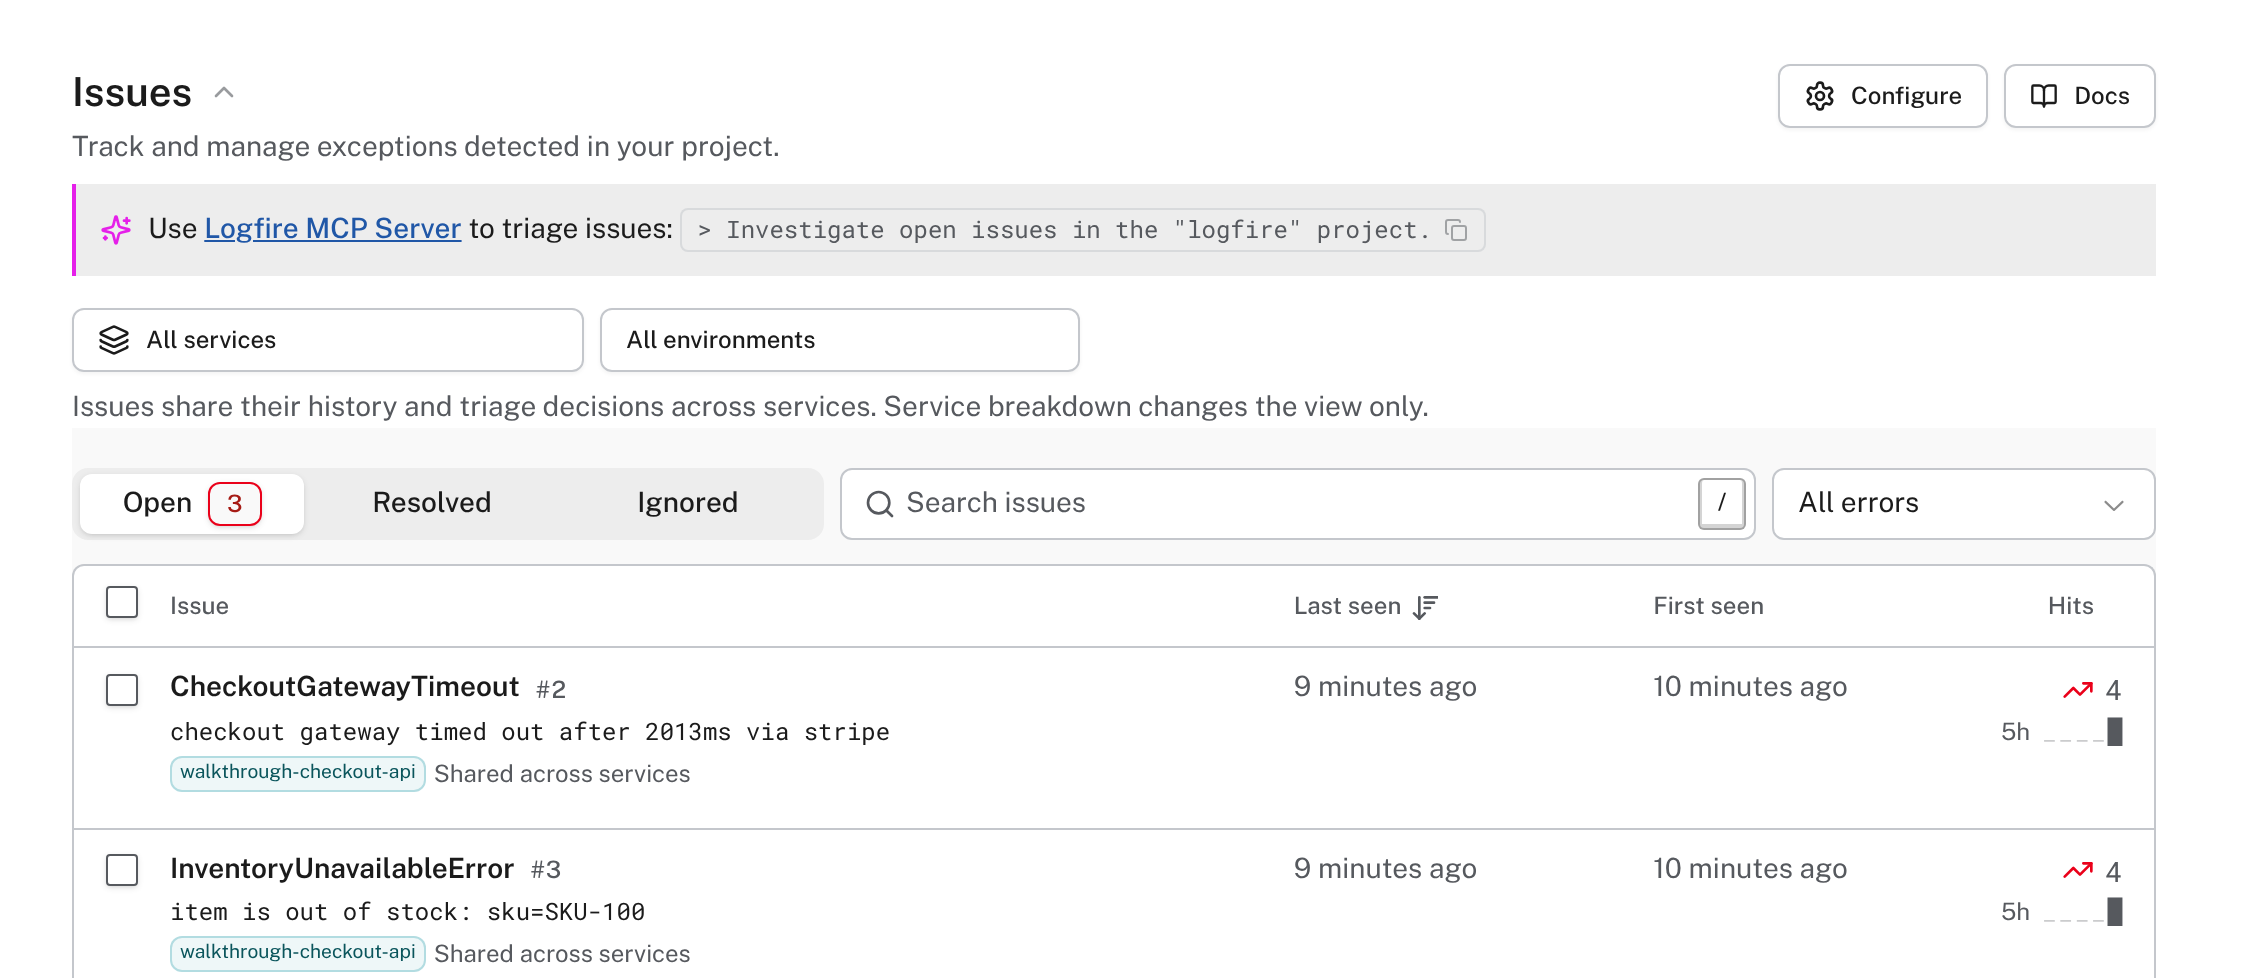 Issues
Configure
Docs
Track and manage exceptions detected in your project.
Use Logfire MCP Server to triage issues: > Investigate open issues in the "logfire" project.
All services
All environments
Issues share their history and triage decisions across services. Service breakdown changes the view only.
Open 3
Resolved
Ignored
Search issues
/
All errors
Issue
Last seen
First seen
Hits
CheckoutGatewayTimeout #2
9 minutes ago
10 minutes ago
4
checkout gateway timed out after 2013ms via stripe
5h
walkthrough-checkout-api Shared across services
InventoryUnavailableError #3
9 minutes ago
10 minutes ago
4
item is out of stock: sku=SKU-100
5h
walkthrough-checkout-api Shared across services